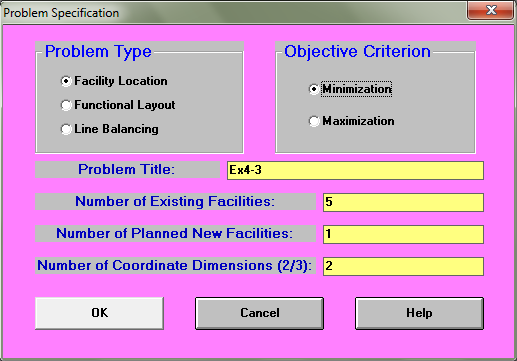 Problem Specification
Problem Type
Facility Location
Functional Layout
Line Balancing
Objective Criterion
Minimization
Maximization
Problem Title: Ex4-3
Number of Existing Facilities: 5
Number of Planned New Facilities: 1
Number of Coordinate Dimensions (2/3): 2
OK Cancel Help